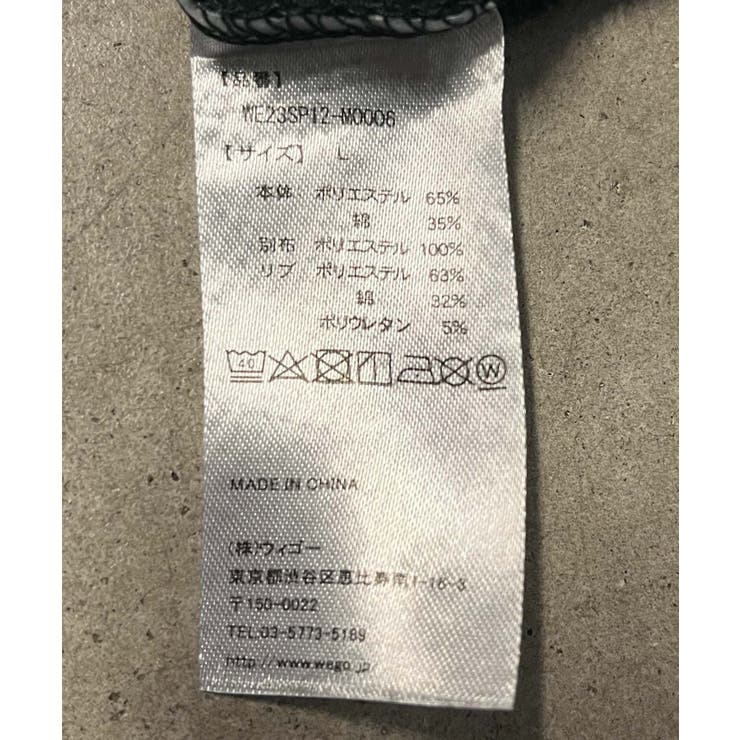 【品番】
WE23SP12-M0006
【サイズ】 L
本体: ポリエステル 65%
綿 35%
別布 ポリエステル 100%
リブ: ポリエステル 63%
綿 32%
ポリウレタン 5%
40
W
MADE IN CHINA
(株)ウィゴー
東京都渋谷区恵比寿南1-16-3
〒150-0022
TEL.03-5773-5189
http://www.wego.jp